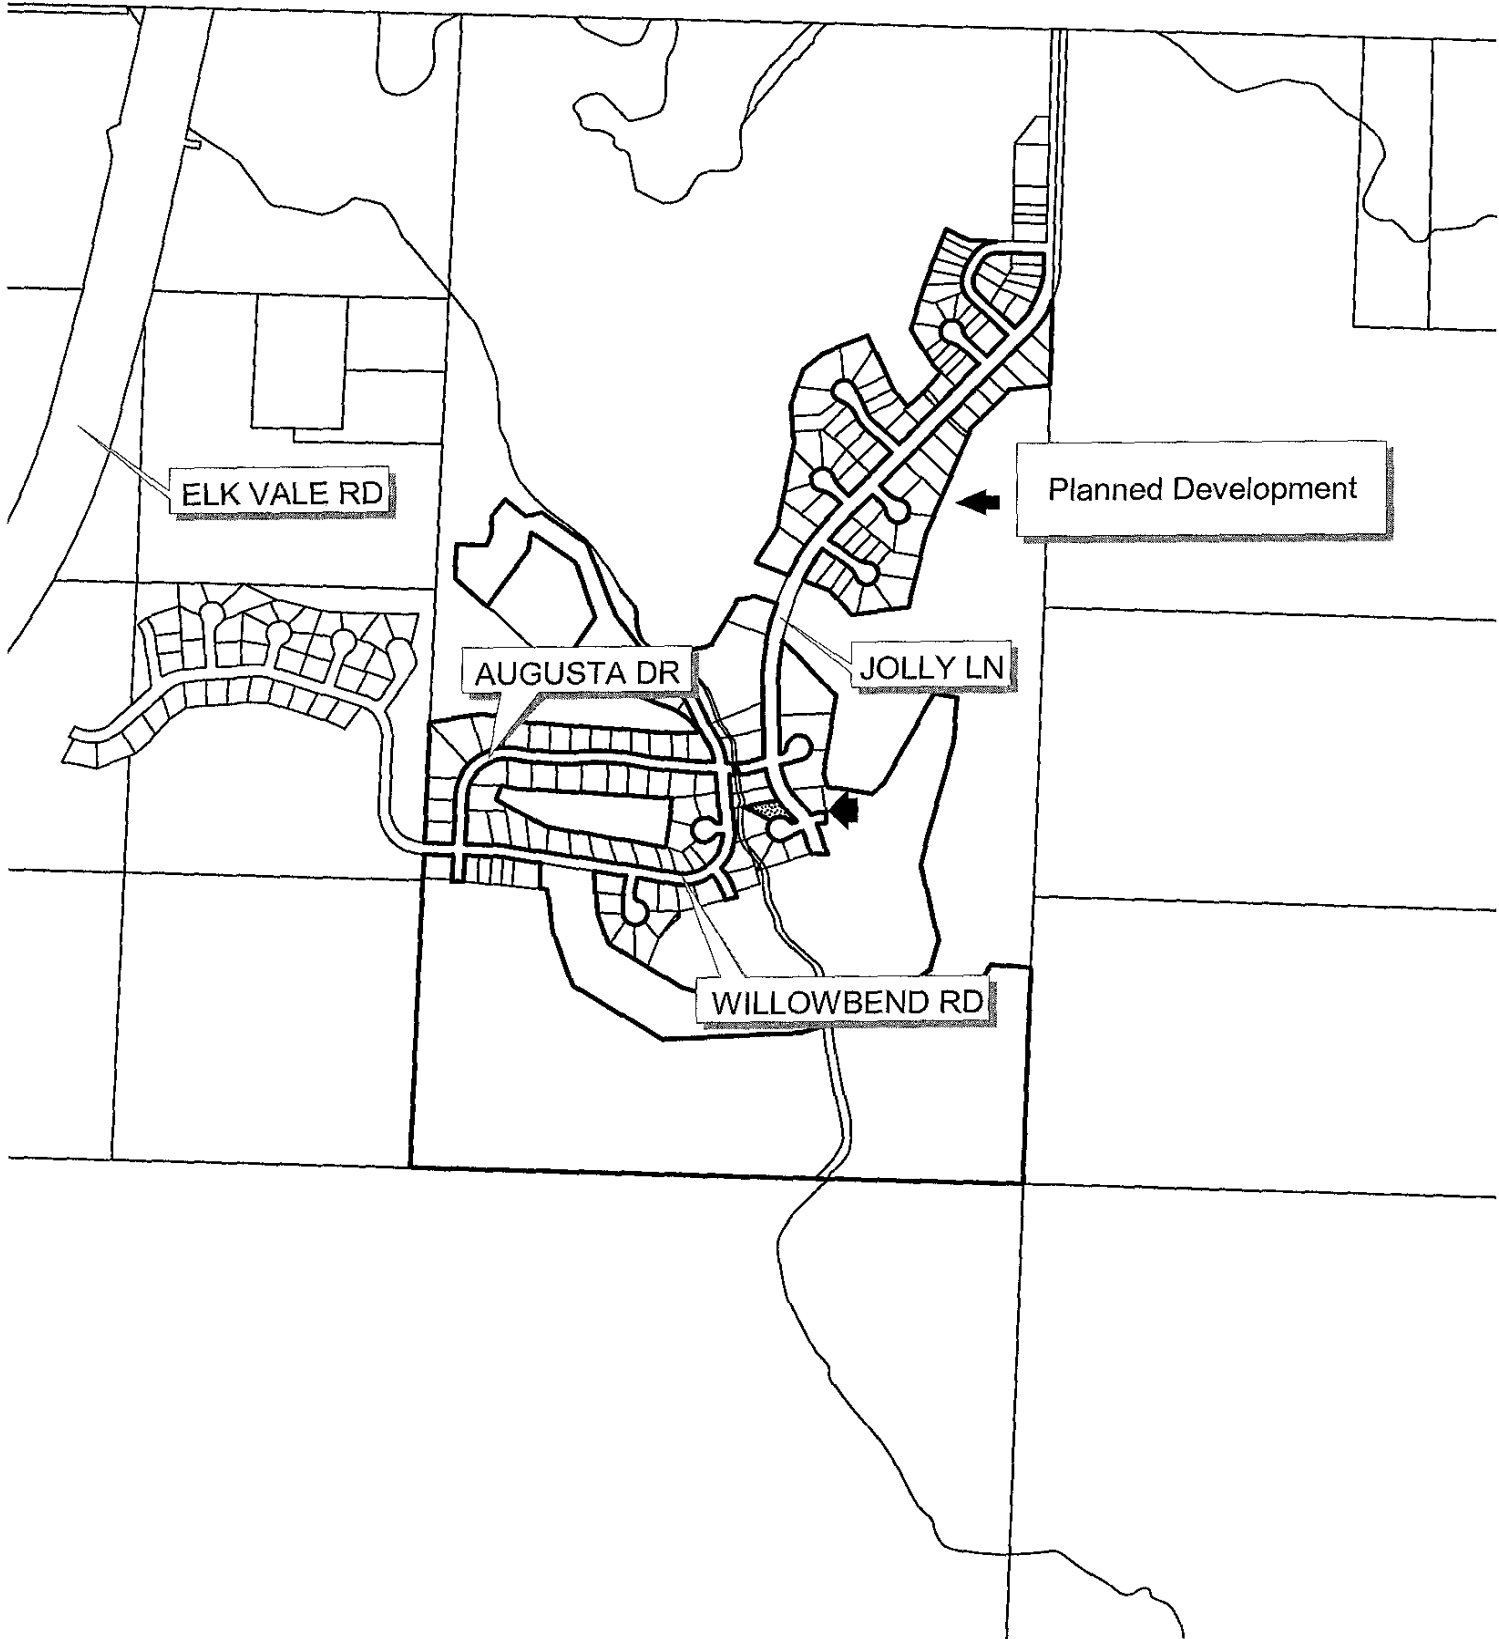 ELK VALE RD
Planned Development
AUGUSTA DR
JOLLY LN
WILLOWBEND RD